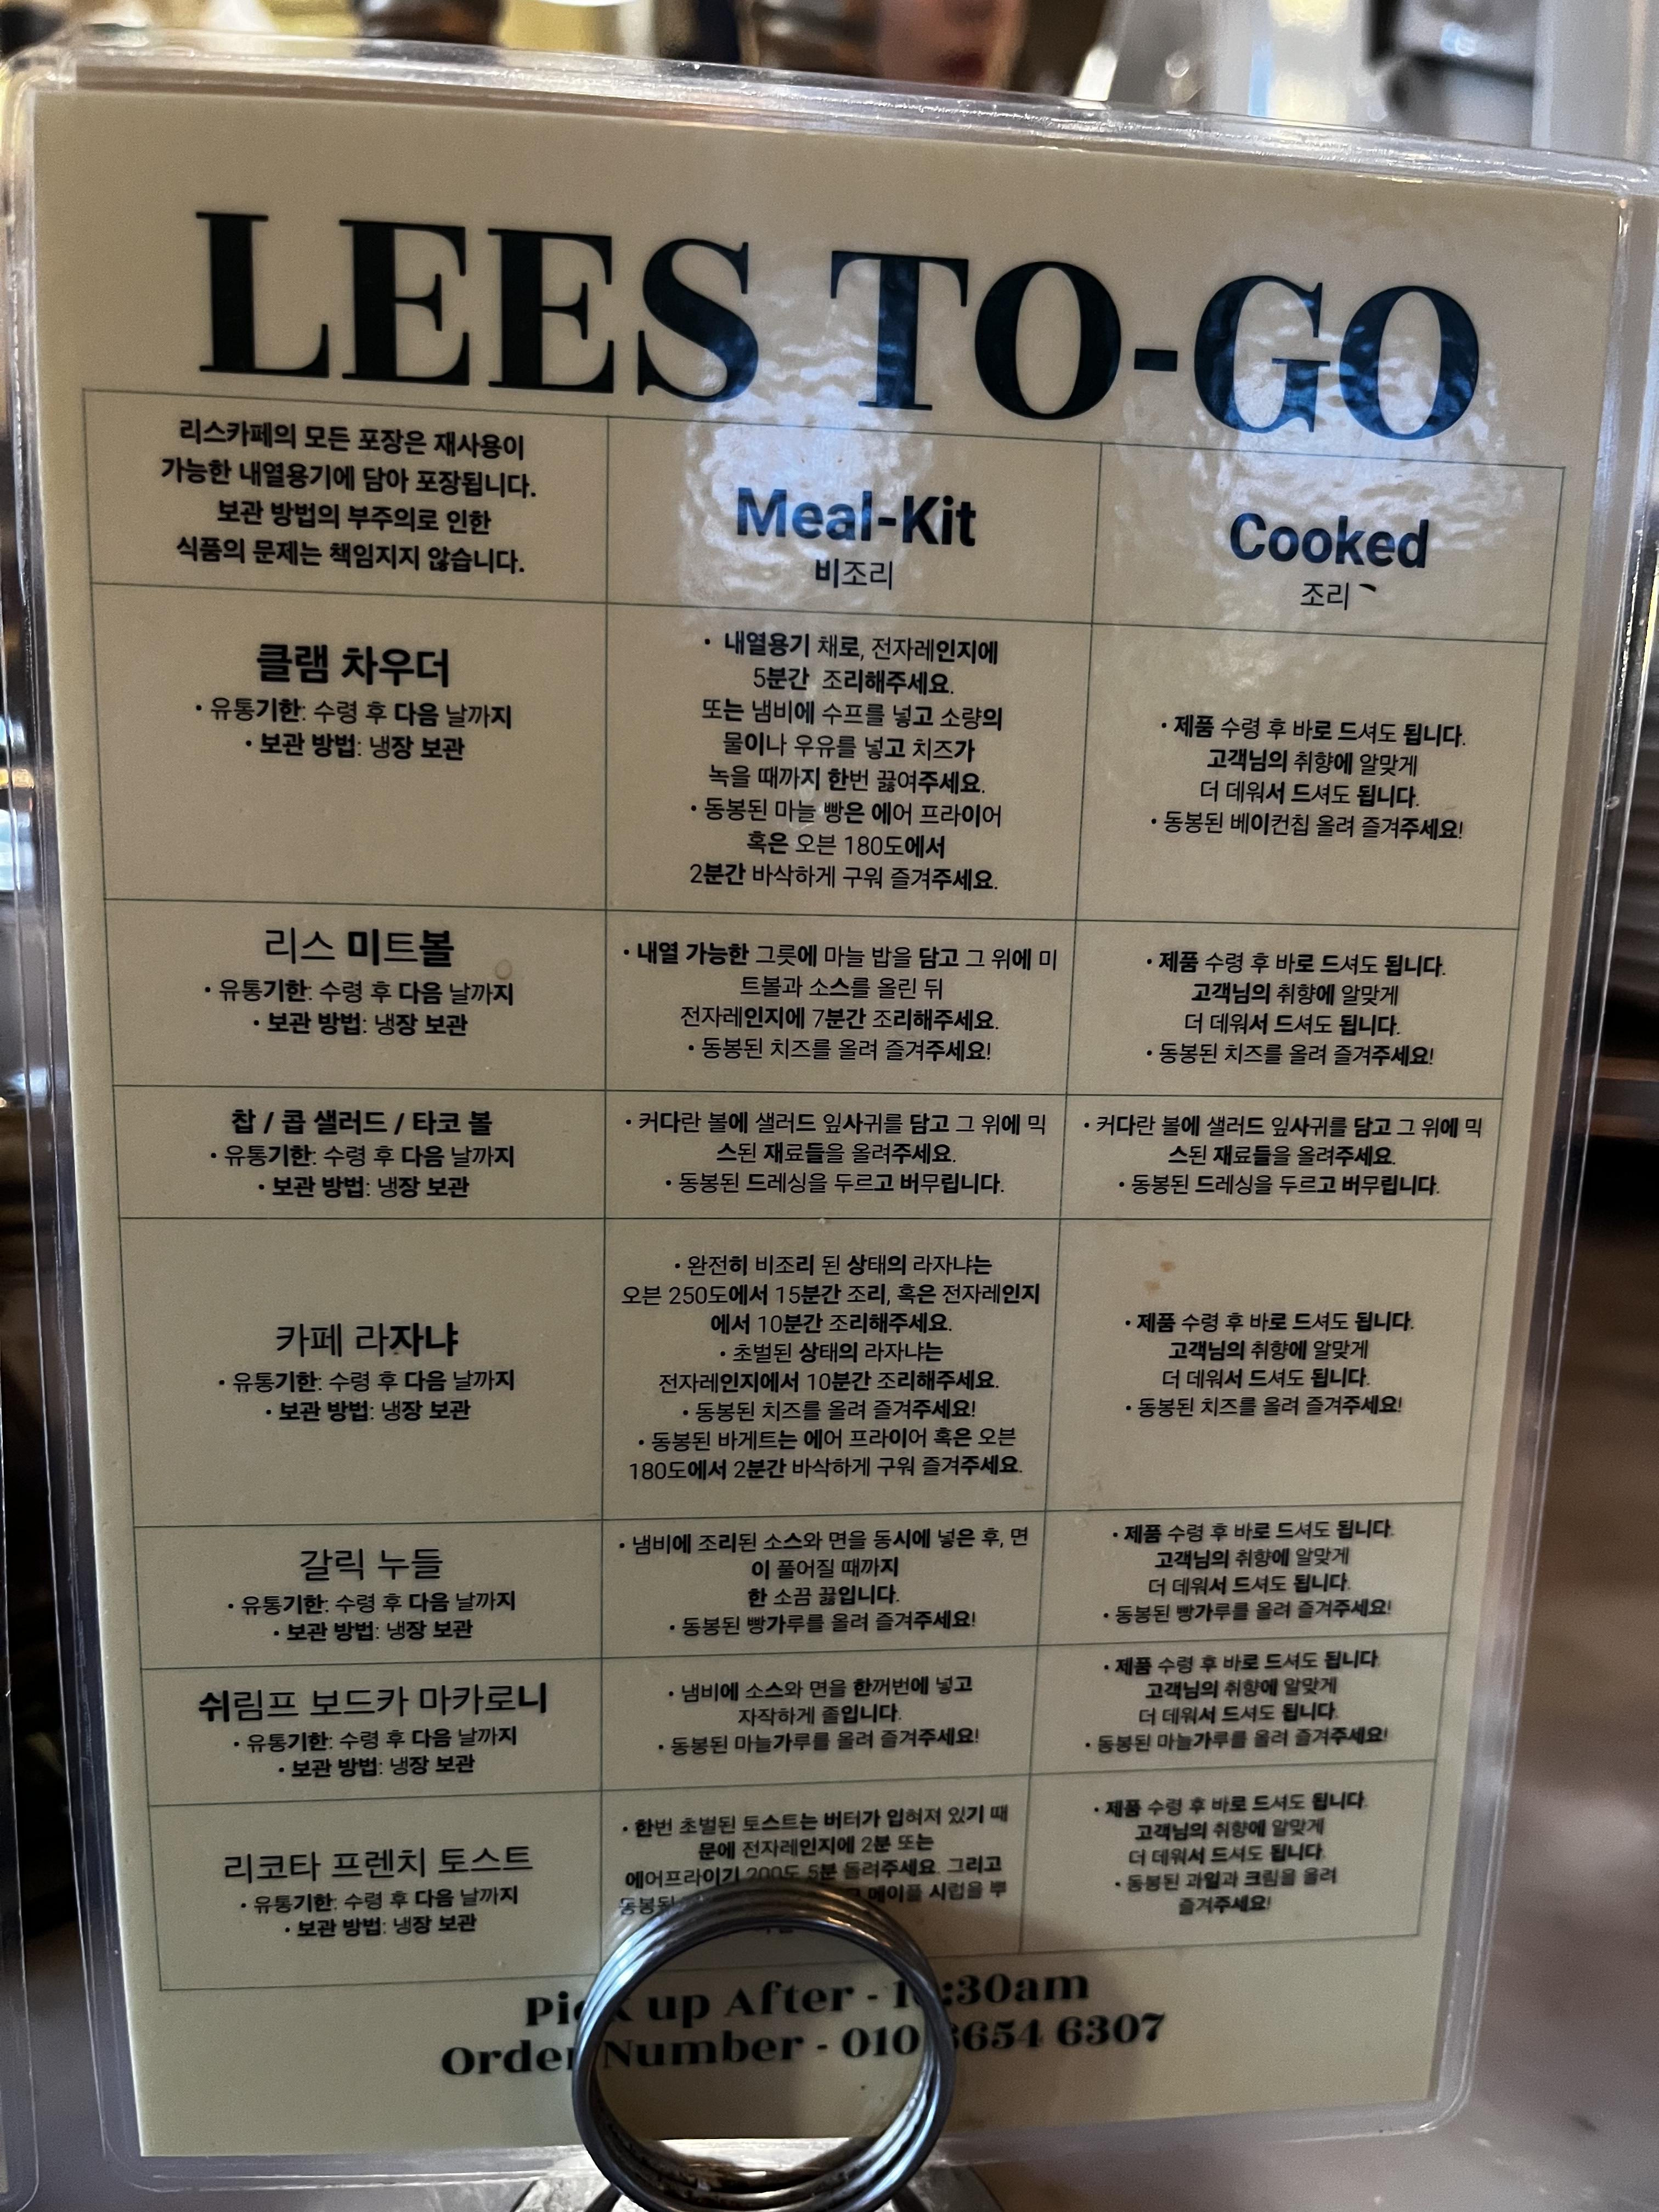 LEES TO-GO
리스카페의 모든 포장은 재사용이
가능한 내열용기에 담아 포장됩니다.
보관 방법의 부주의로 인한
식품의 문제는 책임지지 않습니다.
Meal-Kit
비조리
Cooked
조리
클램 차우더
• 유통기한: 수령 후 다음 날까지
• 보관 방법: 냉장 보관
• 내열용기 채로, 전자레인지에
5분간 조리해주세요.
또는 냄비에 수프를 넣고 소량의
물이나 우유를 넣고 치즈가
녹을 때까지 한번 끓여주세요.
• 동봉된 마늘 빵은 에어 프라이어
혹은 오븐 180도에서
2분간 바삭하게 구워 즐겨주세요.
• 제품 수령 후 바로 드셔도 됩니다.
고객님의 취향에 알맞게
더 데워서 드셔도 됩니다.
• 동봉된 베이컨칩 올려 즐겨주세요!
리스 미트볼
• 유통기한: 수령 후 다음 날까지
• 보관 방법: 냉장 보관
• 내열 가능한 그릇에 마늘 밥을 담고 그 위에 미
트볼과 소스를 올린 뒤
전자레인지에 7분간 조리해주세요.
• 동봉된 치즈를 올려 즐겨주세요!
• 제품 수령 후 바로 드셔도 됩니다.
고객님의 취향에 알맞게
더 데워서 드셔도 됩니다.
• 동봉된 치즈를 올려 즐겨주세요!
찹 / 콥 샐러드 / 타코 볼
• 유통기한: 수령 후 다음 날까지
• 보관 방법: 냉장 보관
• 커다란 볼에 샐러드 잎사귀를 담고 그 위에 믹
스된 재료들을 올려주세요.
• 동봉된 드레싱을 두르고 버무립니다.
• 커다란 볼에 샐러드 잎사귀를 담고 그 위에 믹
스된 재료들을 올려주세요.
• 동봉된 드레싱을 두르고 버무립니다.
카페 라자냐
• 유통기한: 수령 후 다음 날까지
• 보관 방법: 냉장 보관
• 완전히 비조리 된 상태의 라자냐는
오븐 250도에서 15분간 조리, 혹은 전자레인지
에서 10분간 조리해주세요.
• 초벌된 상태의 라자냐는
전자레인지에서 10분간 조리해주세요.
• 동봉된 치즈를 올려 즐겨주세요!
• 동봉된 바게트는 에어 프라이어 혹은 오븐
180도에서 2분간 바삭하게 구워 즐겨주세요.
• 제품 수령 후 바로 드셔도 됩니다.
고객님의 취향에 알맞게
더 데워서 드셔도 됩니다.
• 동봉된 치즈를 올려 즐겨주세요!
갈릭 누들
• 유통기한: 수령 후 다음 날까지
• 보관 방법: 냉장 보관
• 냄비에 조리된 소스와 면을 동시에 넣은 후, 면
이 풀어질 때까지
한 소끔 끓입니다.
• 동봉된 빵가루를 올려 즐겨주세요!
• 제품 수령 후 바로 드셔도 됩니다.
고객님의 취향에 알맞게
더 데워서 드셔도 됩니다.
• 동봉된 빵가루를 올려 즐겨주세요!
쉬림프 보드카 마카로니
• 유통기한: 수령 후 다음 날까지
• 보관 방법: 냉장 보관
• 냄비에 소스와 면을 한꺼번에 넣고
자작하게 졸입니다.
• 동봉된 마늘가루를 올려 즐겨주세요!
• 제품 수령 후 바로 드셔도 됩니다.
고객님의 취향에 알맞게
더 데워서 드셔도 됩니다.
• 동봉된 마늘가루를 올려 즐겨주세요!
리코타 프렌치 토스트
• 유통기한: 수령 후 다음 날까지
• 보관 방법: 냉장 보관
• 한번 초벌된 토스트는 버터가 입혀져 있기 때
문에 전자레인지에 2분 또는
에어프라이기 200도 5분 돌려주세요. 그리고
동봉된 메이플 시럽을 뿌
• 제품 수령 후 바로 드셔도 됩니다.
고객님의 취향에 알맞게
더 데워서 드셔도 됩니다.
• 동봉된 과일과 크림을 올려
즐겨주세요!
Pick up After -
Order Number - 010 6307